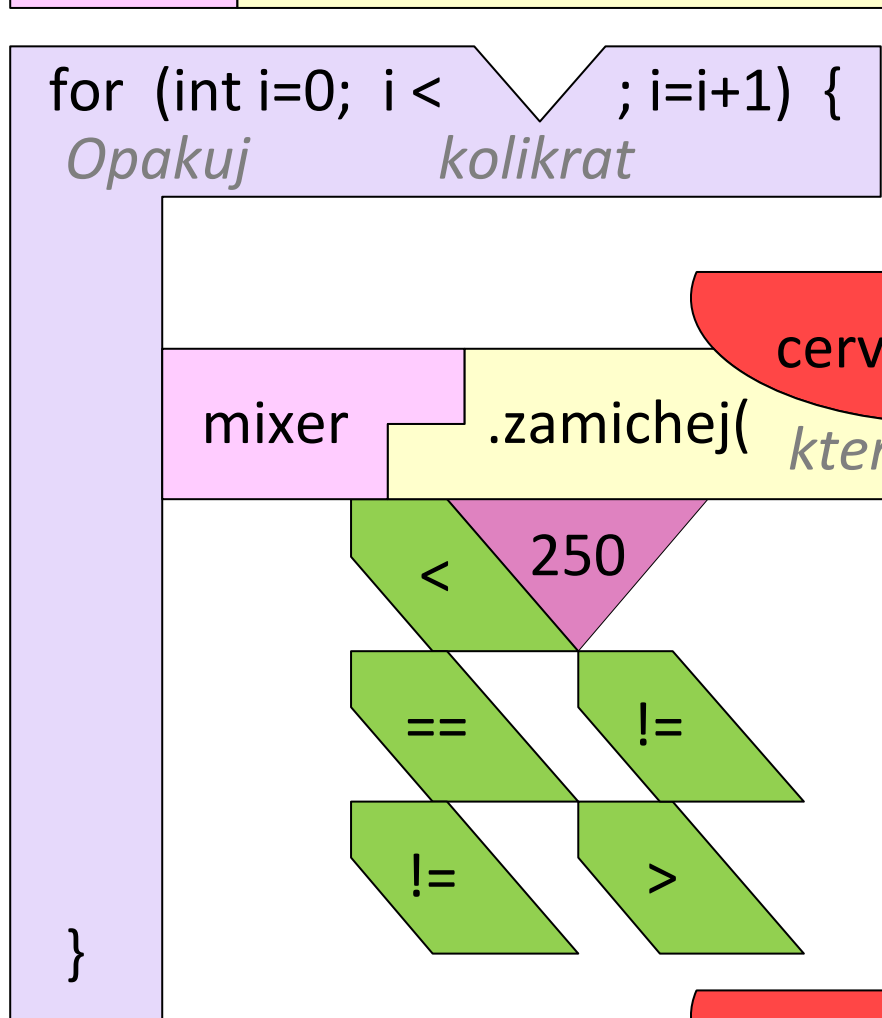 for (int i=0; i < ; i=i+1) {
Opakuj kolikrat
mixer .zamichej(
< 250
== !=
!= >
}